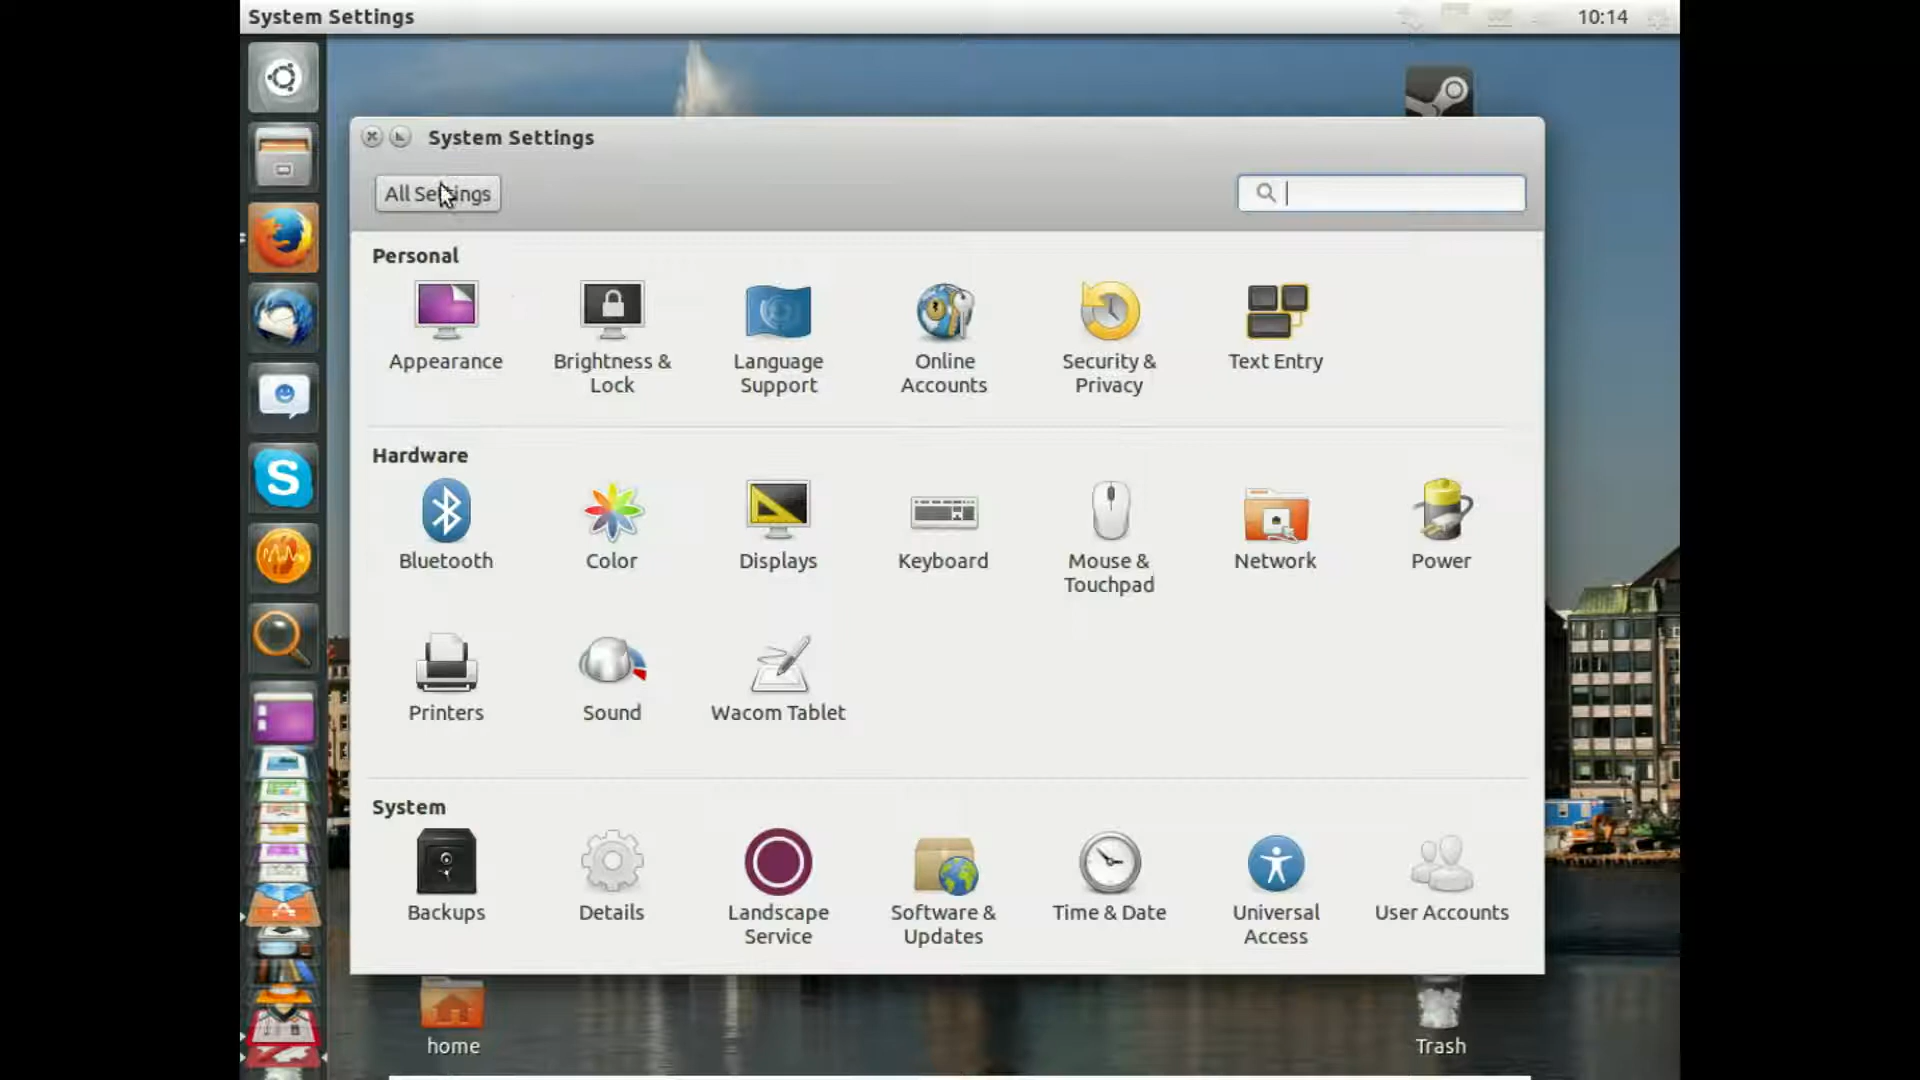 System Settings
10:14
System Settings
All Settings
Personal
Appearance
Brightness &
Lock
Language
Support
Online
Accounts
Security &
Privacy
Text Entry
Hardware
Bluetooth
Color
Displays
Keyboard
Mouse &
Touchpad
Network
Power
Printers
Sound
Wacom Tablet
System
Backups
Details
Landscape
Service
Software &
Updates
Time & Date
Universal
Access
User Accounts
home
Trash